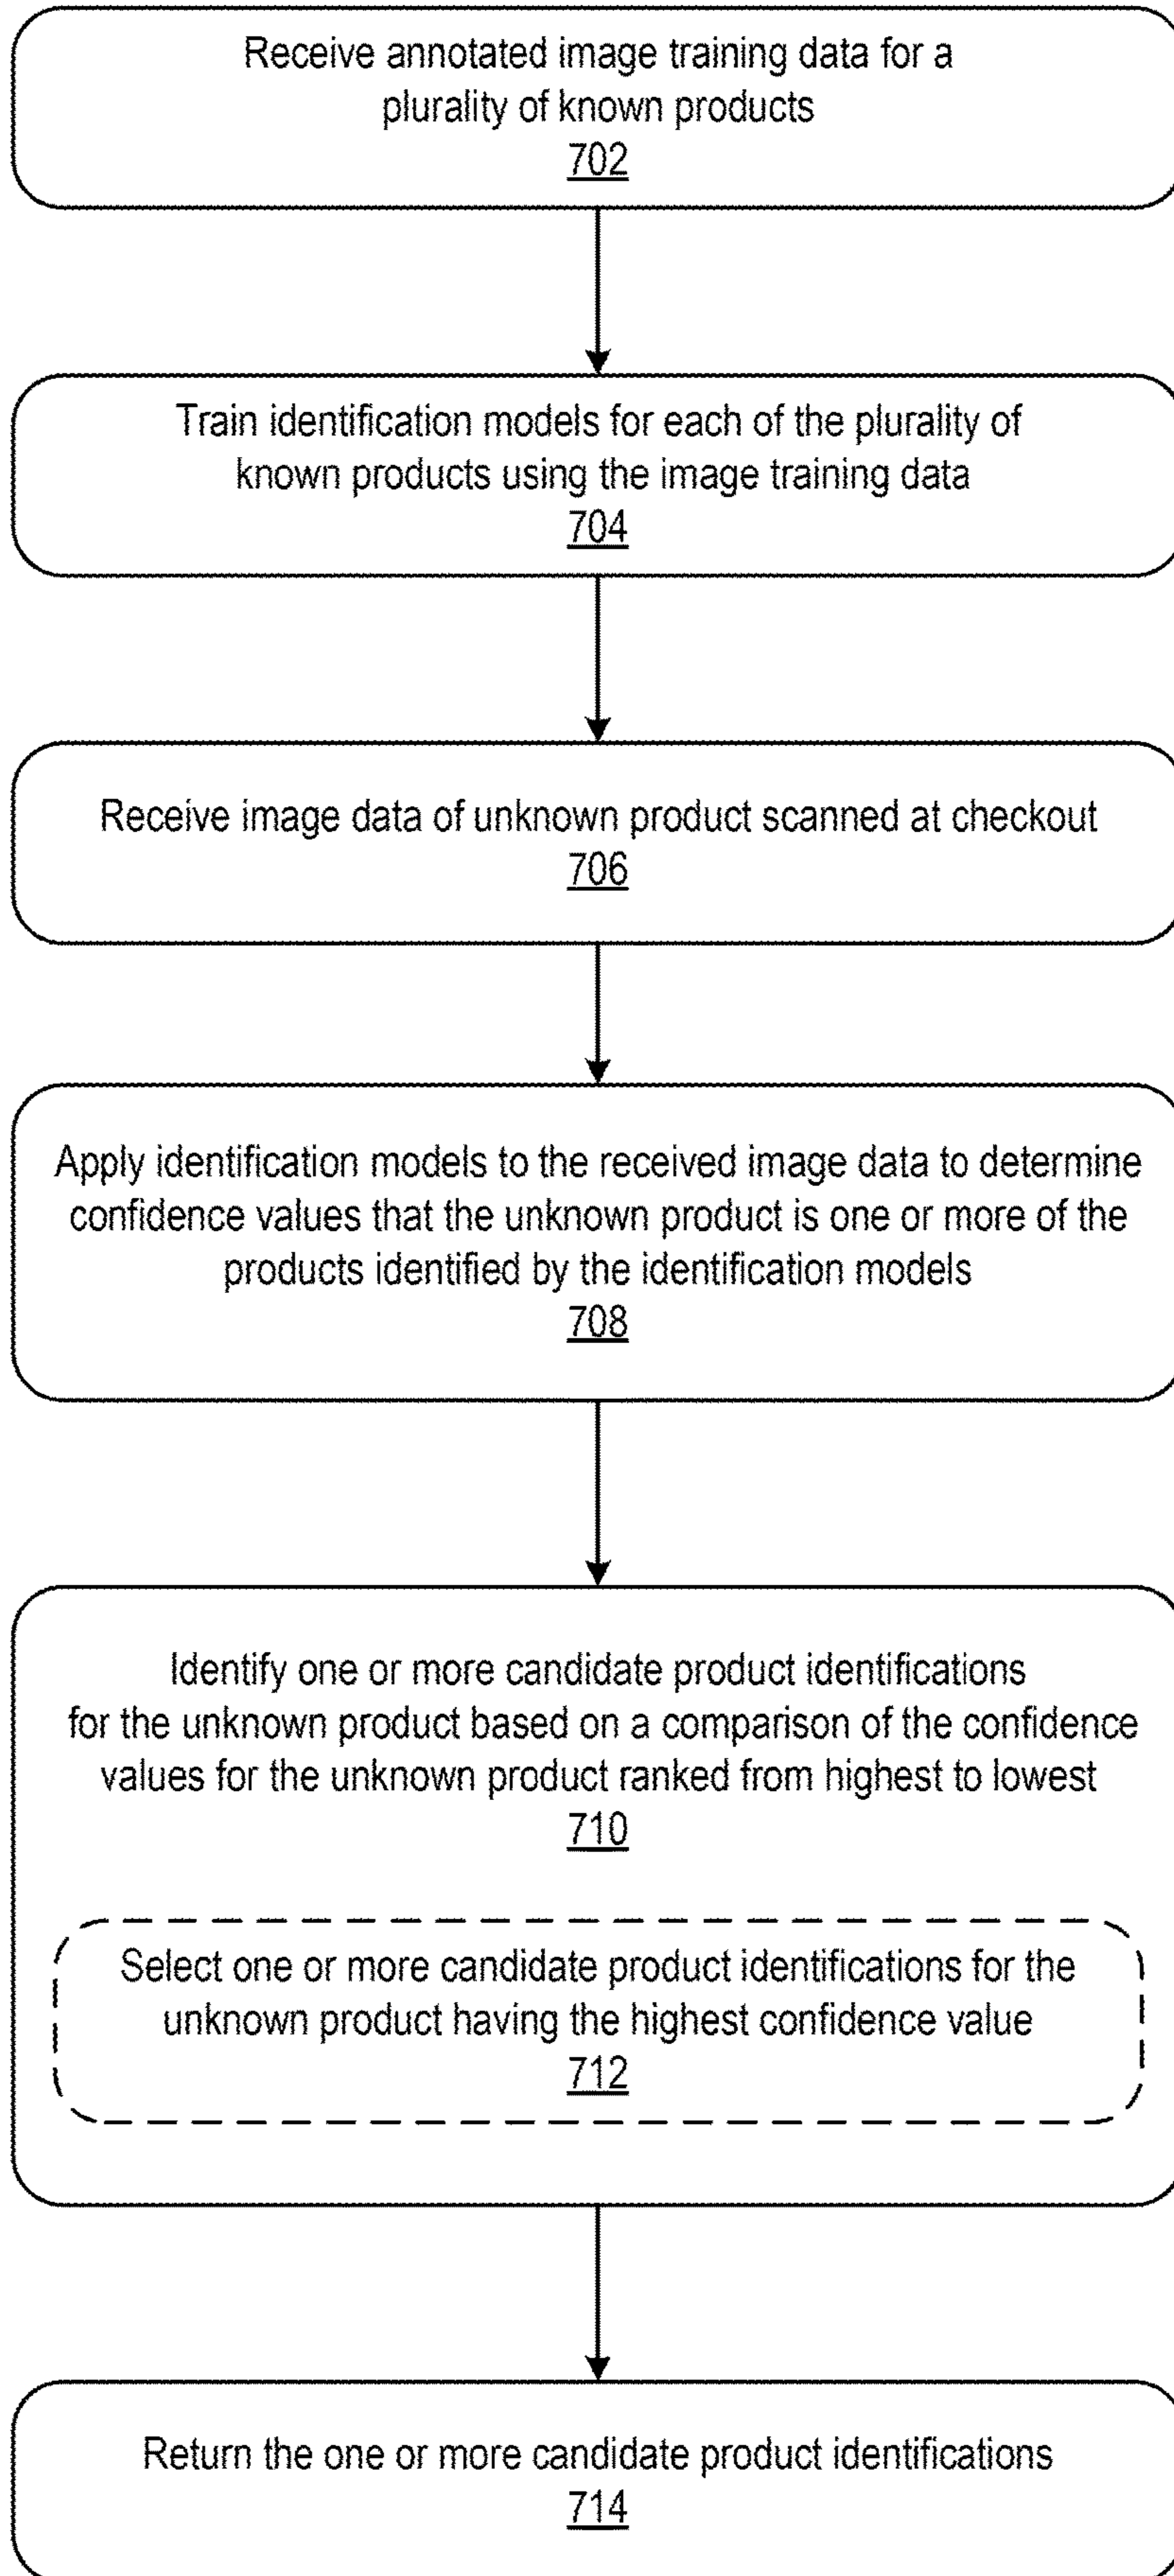 Receive annotated image training data for a
plurality of known products
702
Train identification models for each of the plurality of
known products using the image training data
704
Receive image data of unknown product scanned at checkout
706
Apply identification models to the received image data to determine
confidence values that the unknown product is one or more of the
products identified by the identification models
708
Identify one or more candidate product identifications
for the unknown product based on a comparison of the confidence
values for the unknown product ranked from highest to lowest
710
Select one or more candidate product identifications for the
unknown product having the highest confidence value
712
Return the one or more candidate product identifications
714